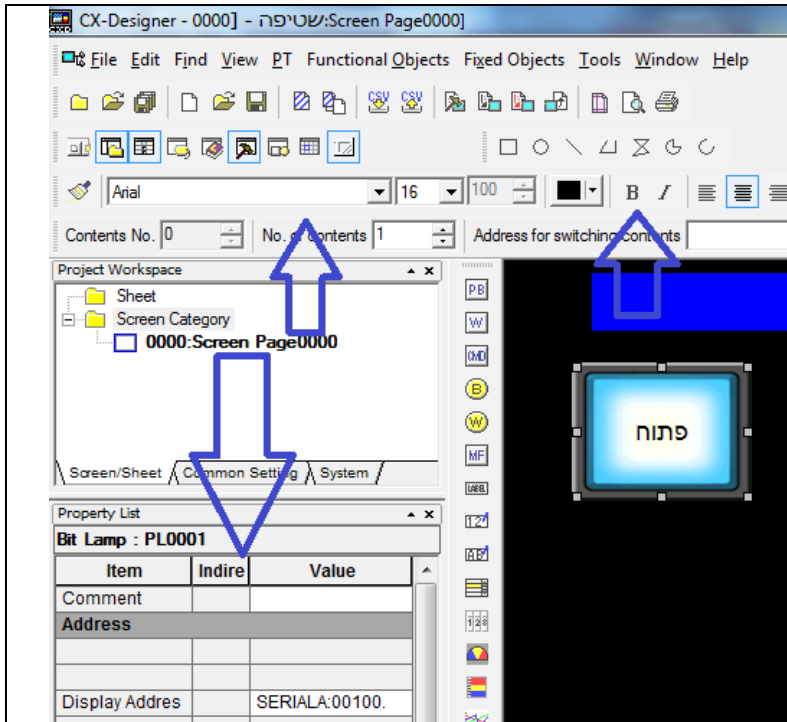 CX-Designer - 0000] - שטיפה:Screen Page0000]
File Edit Find View PT Functional Objects Fixed Objects Tools Window Help
CSV CSV
Arial 16 100 B I
Contents No. 0 No. of contents 1 Address for switching contents
Project Workspace
Sheet
Screen Category
0000:Screen Page0000
Screen/Sheet Common Setting System
Property List
Bit Lamp : PL0001
Item Indire Value
Comment
Address
Display Addres SERIALA:00100.
PB
W
CMD
B
W
MF
LABEL
פתוח